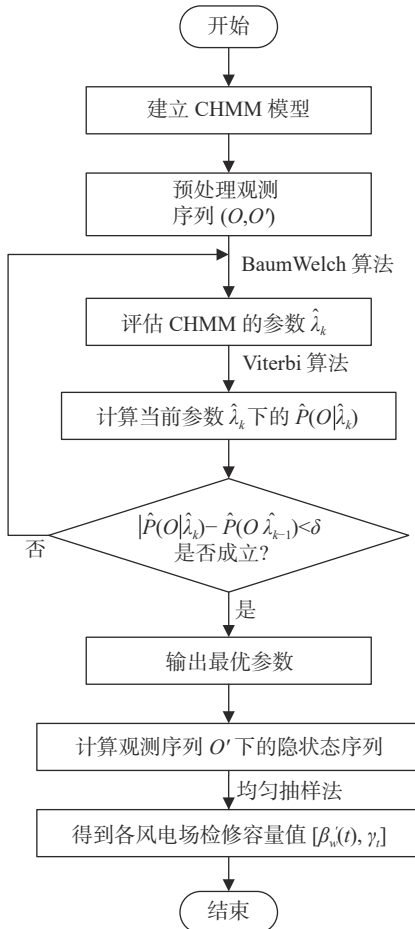 开始
建立 CHMM 模型
预处理观测
序列 (O,O′)
BaumWelch 算法
评估 CHMM 的参数 λ̂ₖ
Viterbi 算法
计算当前参数 λ̂ₖ 下的 P̂(O|λ̂ₖ)
|P̂(O|λ̂ₖ)− P̂(O λ̂ₖ₋₁)<δ
是否成立?
否
是
输出最优参数
计算观测序列 O′ 下的隐状态序列
均匀抽样法
得到各风电场检修容量值 [β′_w(t), γ_t]
结束